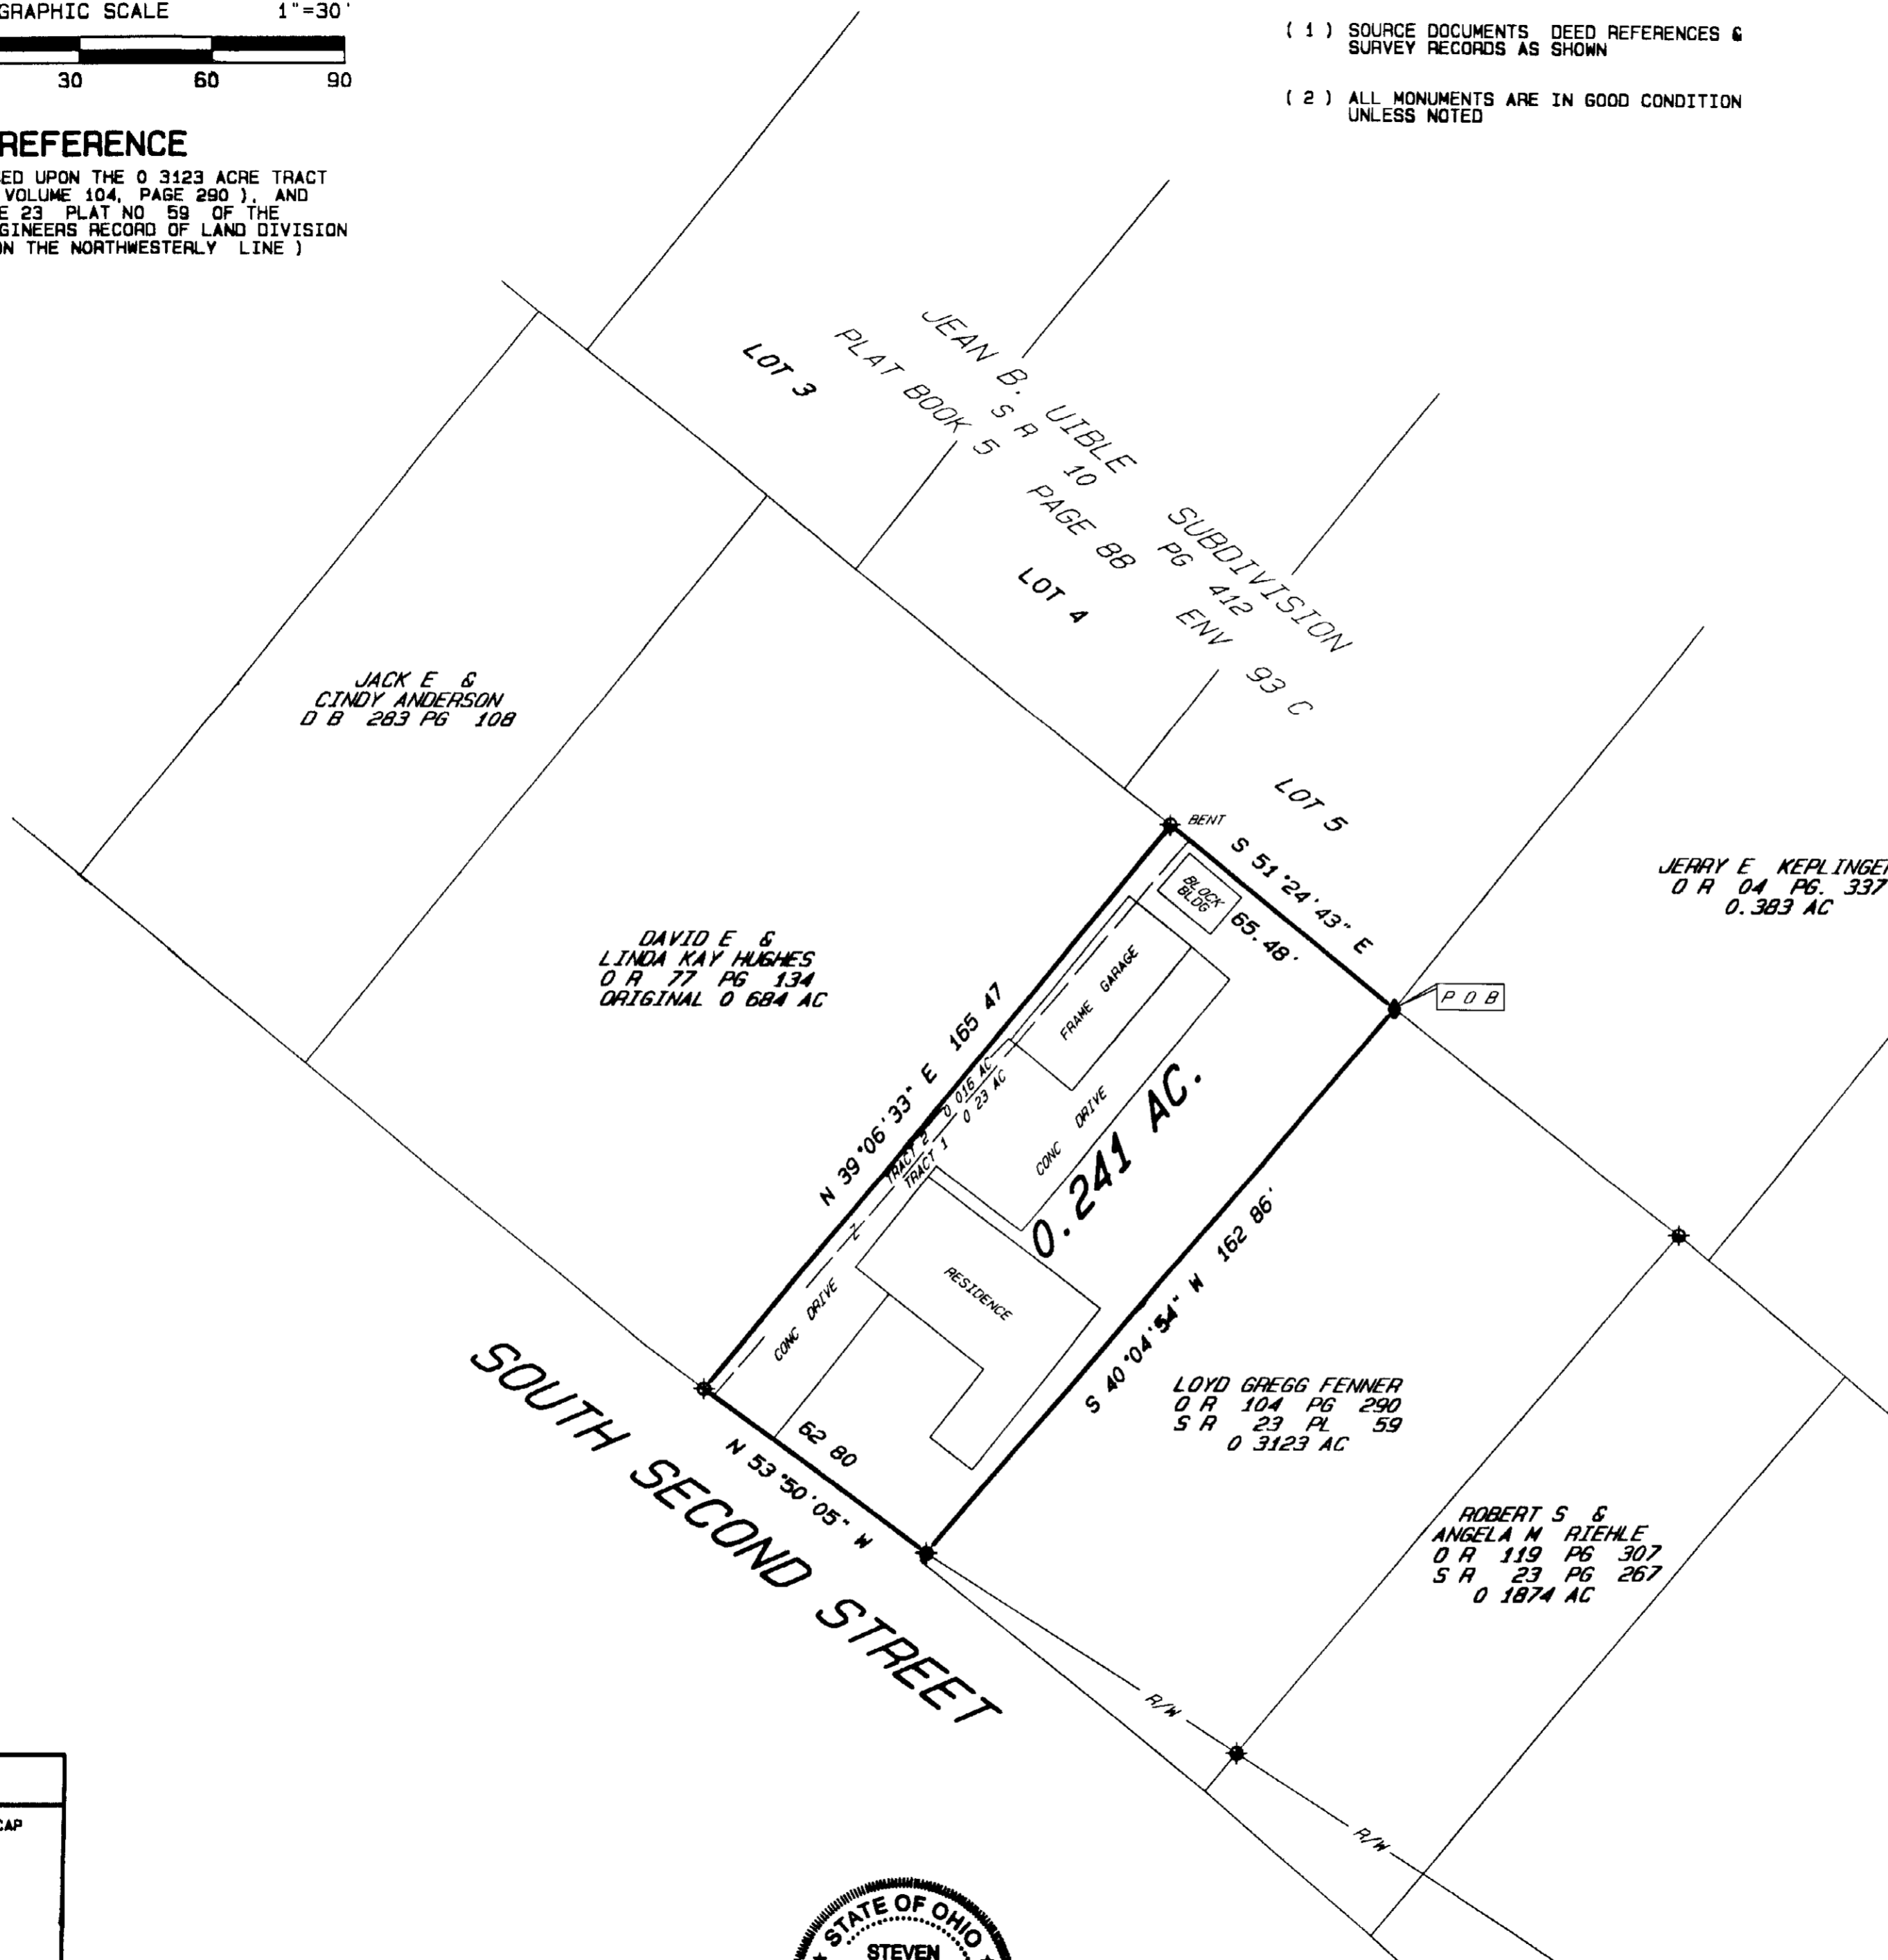 GRAPHIC SCALE 1"=30'
30 60 90
REFERENCE
ED UPON THE 0 3123 ACRE TRACT
VOLUME 104, PAGE 290 ), AND
E 23 PLAT NO 59 OF THE
GINEERS RECORD OF LAND DIVISION
ON THE NORTHWESTERLY LINE )
( 1 ) SOURCE DOCUMENTS DEED REFERENCES &
SURVEY RECORDS AS SHOWN
( 2 ) ALL MONUMENTS ARE IN GOOD CONDITION
UNLESS NOTED
JEAN B. UIBLE SUBDIVISION
S R 10 PG 412
PLAT BOOK 5 PAGE 88 ENV 93 C
LOT 3
LOT 4
LOT 5
JACK E &
CINDY ANDERSON
D B 283 PG 108
DAVID E &
LINDA KAY HUGHES
O R 77 PG 134
ORIGINAL 0 684 AC
BENT
S 51°24'43" E
65.48'
BLOCK
BLDG
P O B
JERRY E KEPLINGER
O R 04 PG. 337
0.383 AC
FRAME GARAGE
N 39°06'33" E 165 47
TRACT 2 0 016 AC
TRACT 1 0 23 AC
CONC DRIVE
0.241 AC.
S 40°04'54" W 162 86'
Z
CONC DRIVE
RESIDENCE
62 80
N 53°50'05" W
SOUTH SECOND STREET
LOYD GREGG FENNER
O R 104 PG 290
S R 23 PL 59
0 3123 AC
ROBERT S &
ANGELA M RIEHLE
O R 119 PG 307
S R 23 PG 267
0 1874 AC
R/W
R/W
CAP
STATE OF OHIO
STEVEN